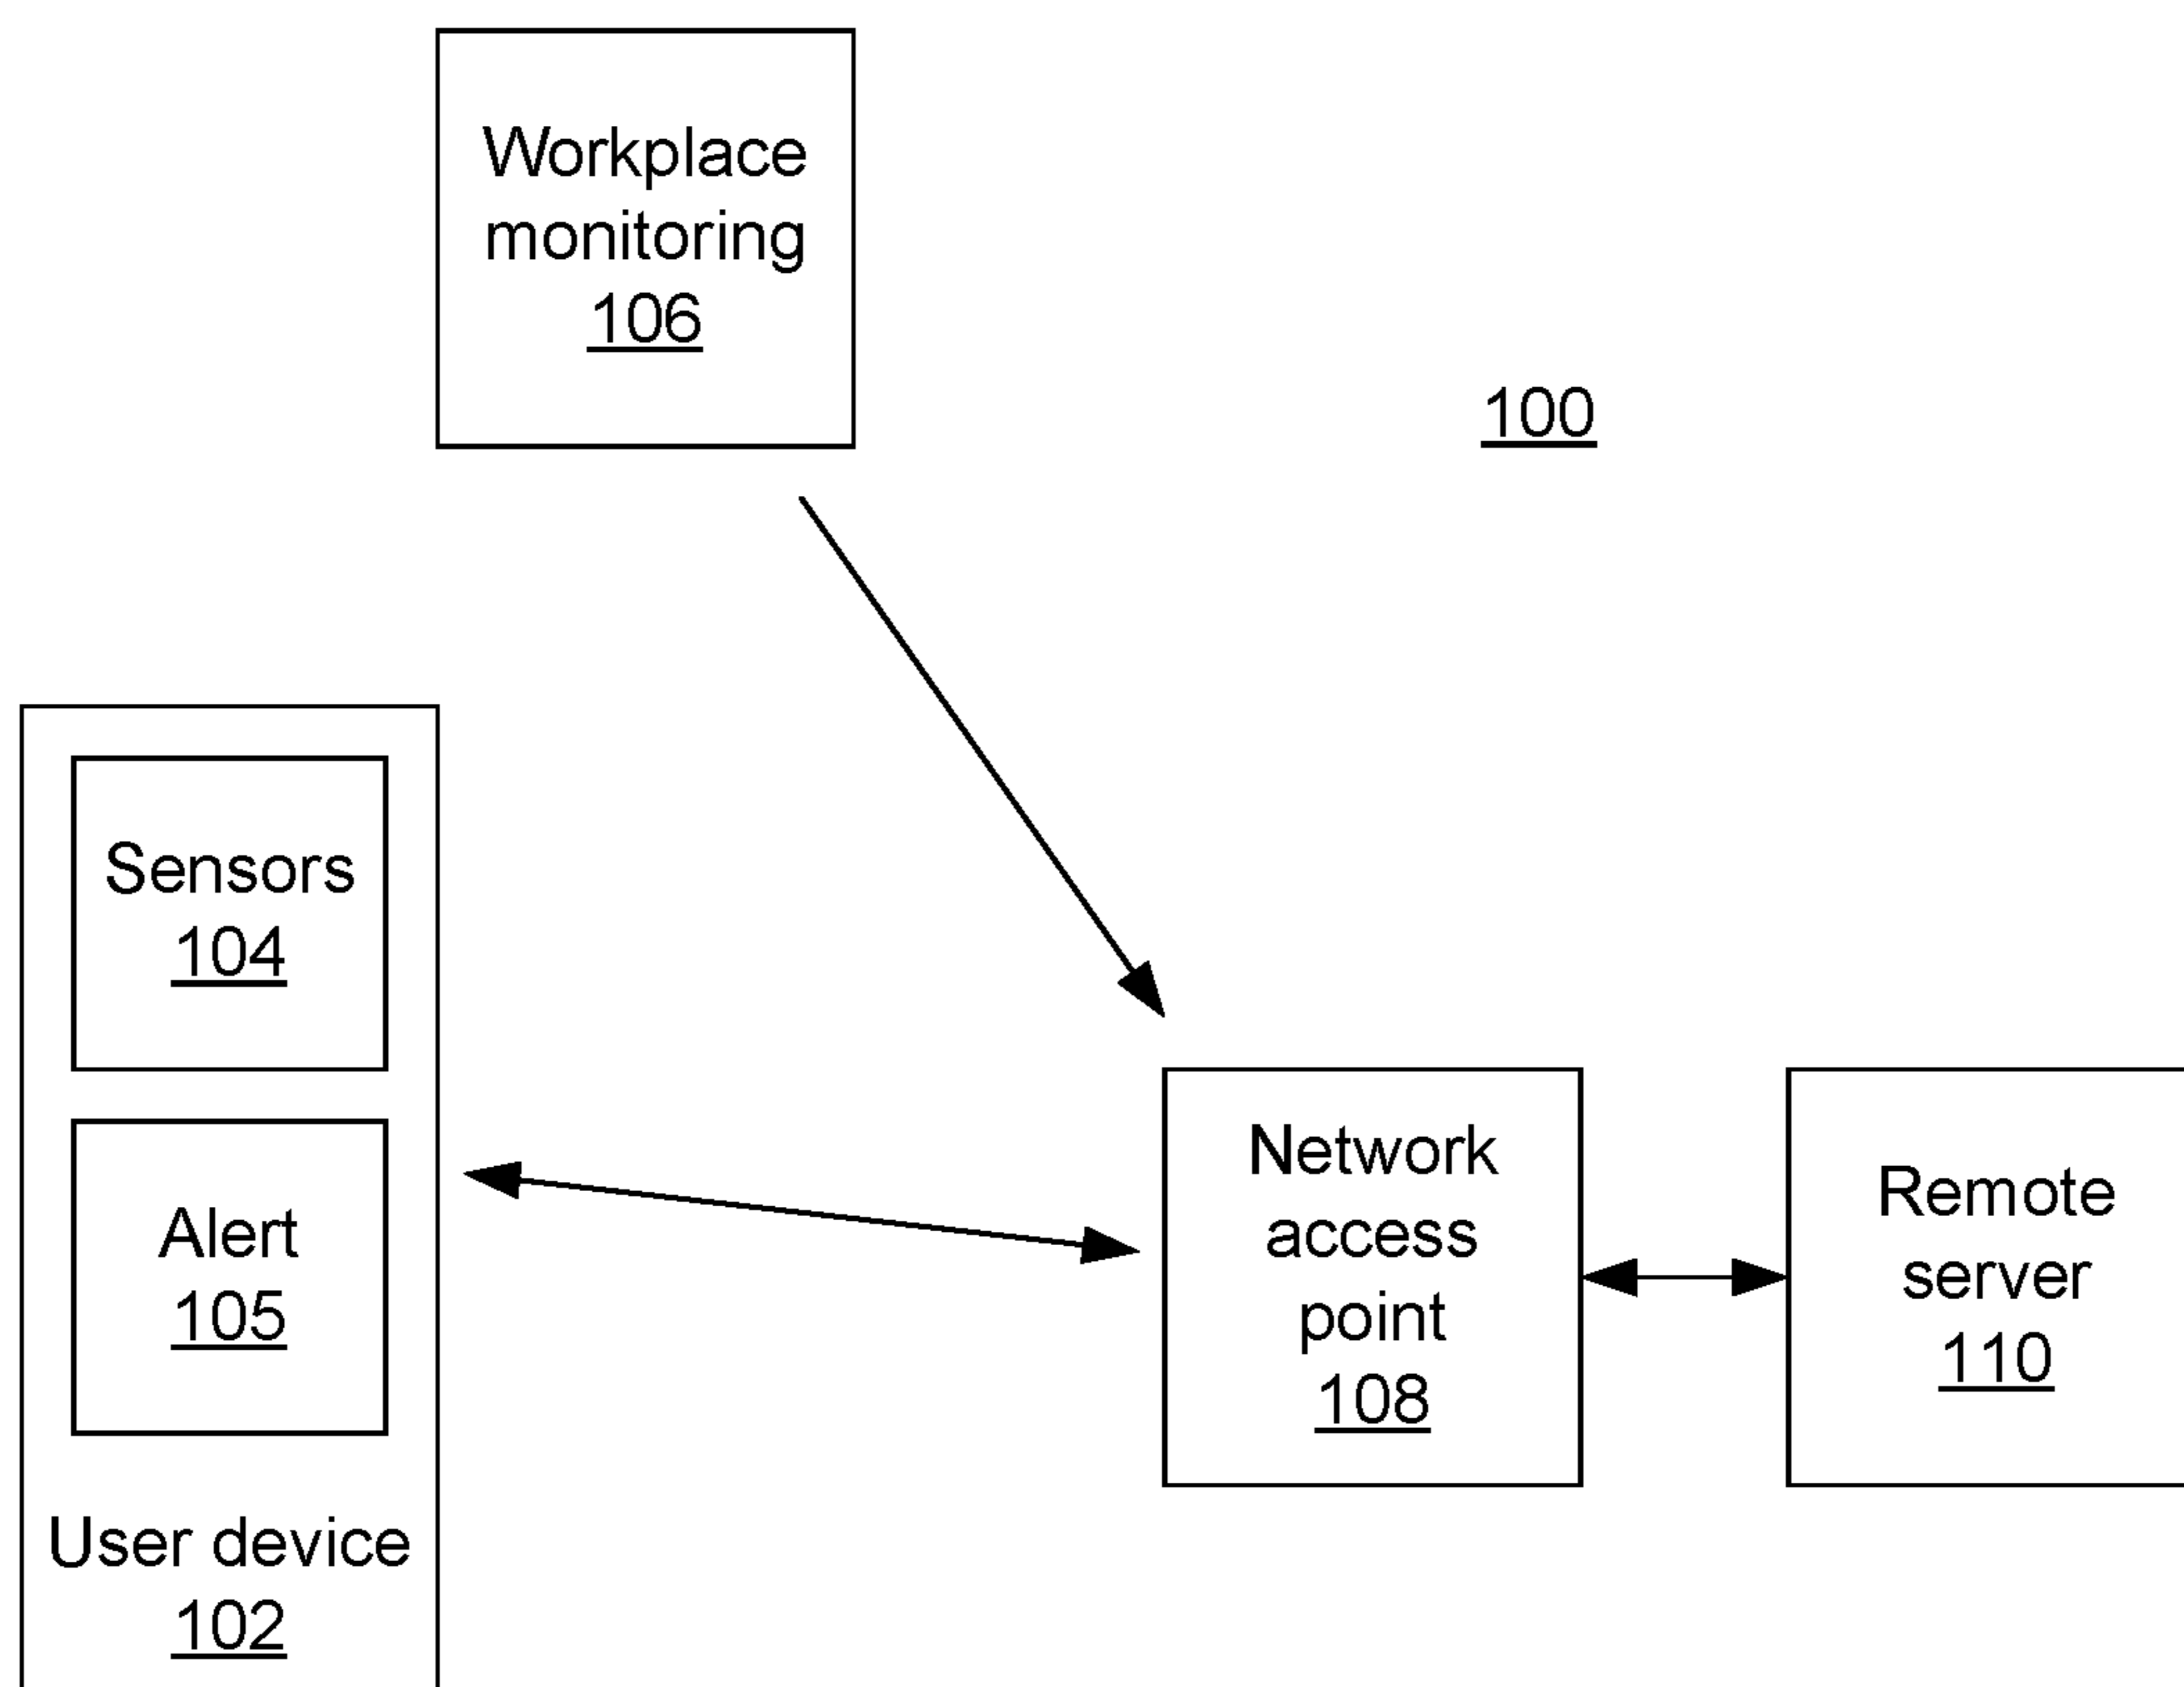 Workplace
monitoring
106
100
Sensors
104
Alert
105
User device
102
Network
access
point
108
Remote
server
110